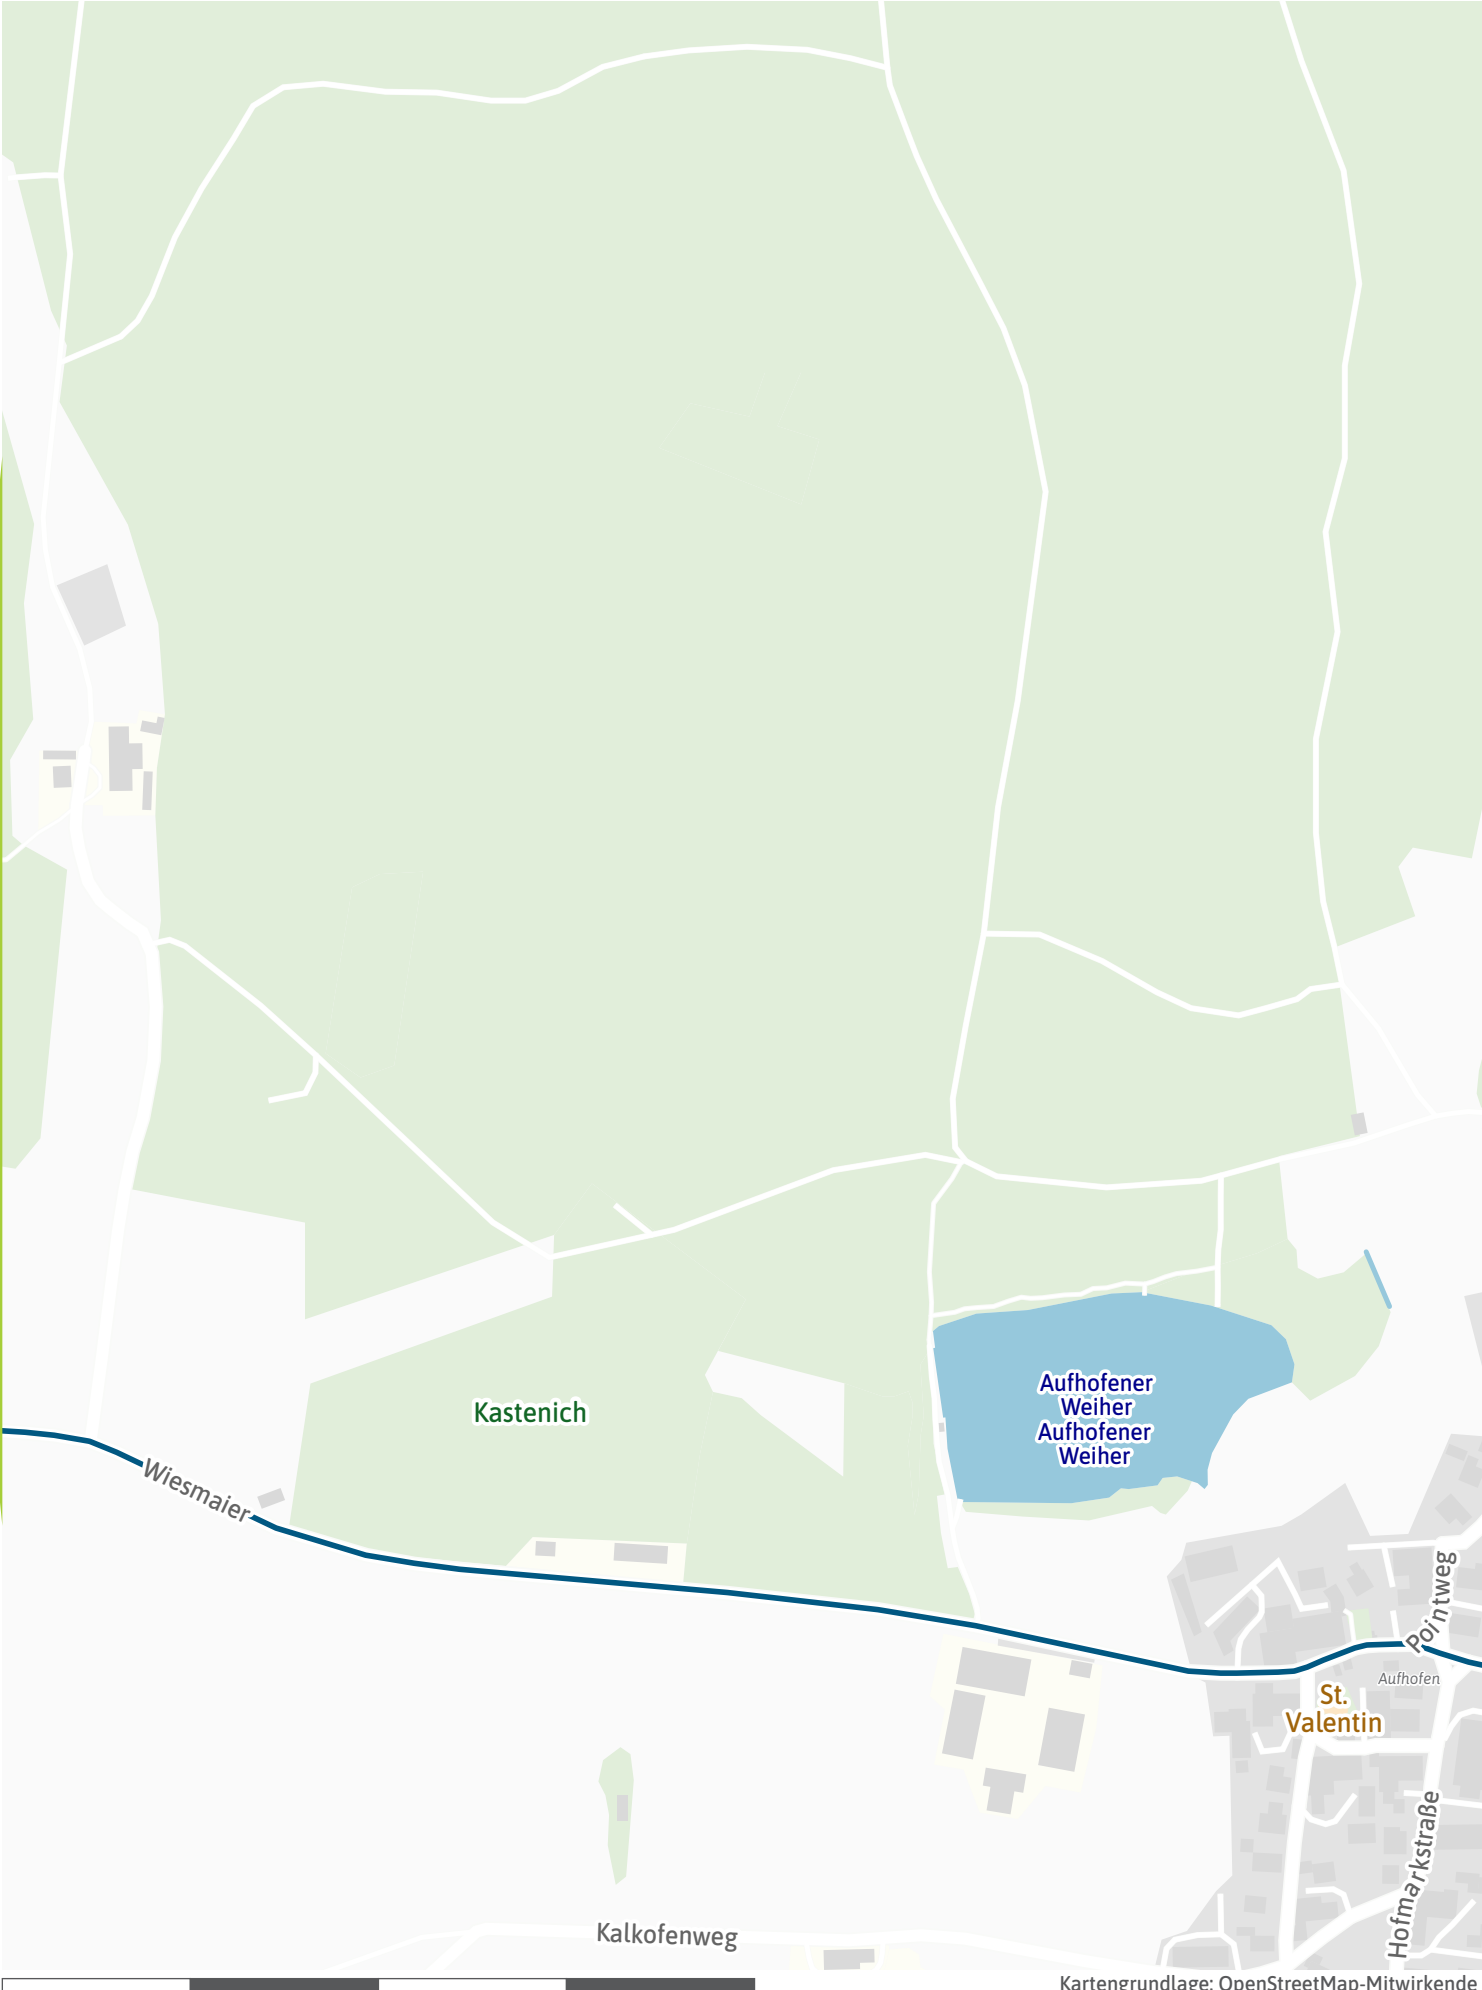 Aufhofener
Weiher
Aufhofener
Weiher
Kastenich
Wiesmaier
Pointweg
Aufhofen
St.
Valentin
Hofmarkstraße
Kalkofenweg
Kartengrundlage: OpenStreetMap-Mitwirkende